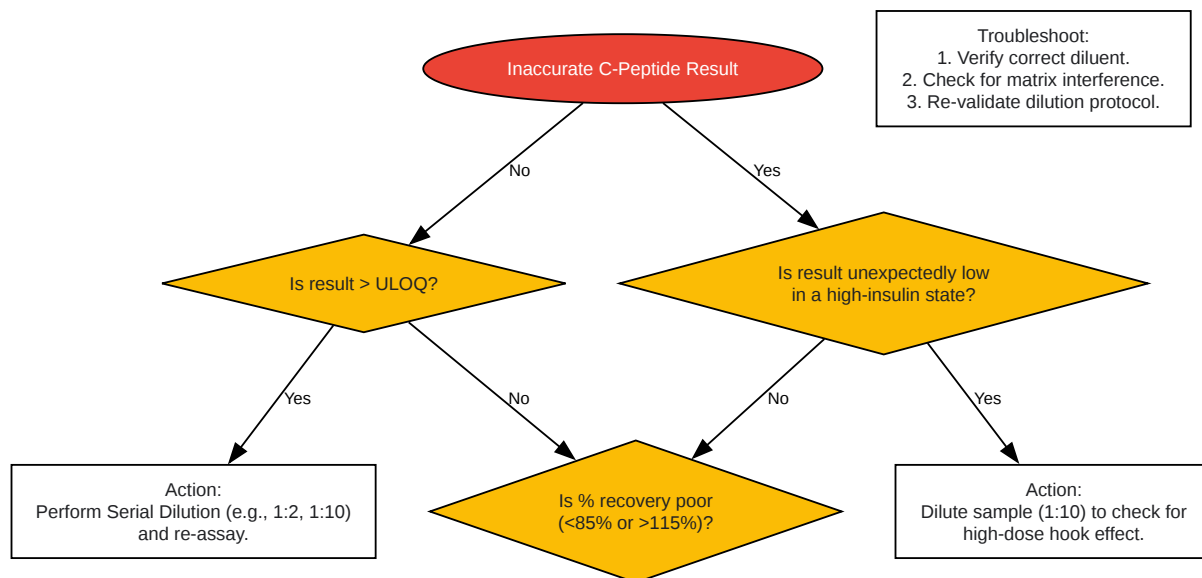 Inaccurate C-Peptide Result
Troubleshoot:
1. Verify correct diluent.
2. Check for matrix interference.
3. Re-validate dilution protocol.
No
Yes
Is result > ULOQ?
Is result unexpectedly low
in a high-insulin state?
Yes
No
No
Yes
Action:
Perform Serial Dilution (e.g., 1:2, 1:10)
and re-assay.
Is % recovery poor
(<85% or >115%)?
Action:
Dilute sample (1:10) to check for
high-dose hook effect.